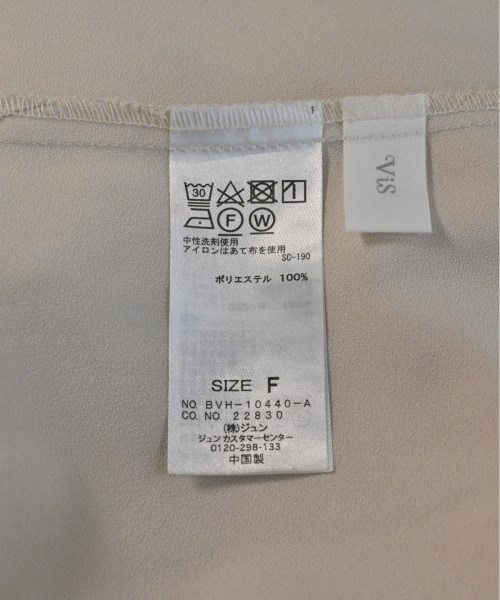 30
F W
中性洗剤使用
アイロンはあて布を使用
SC-190
ポリエステル 100%
SIZE F
NO. BVH-10440-A
CO. NO. 22830
(株)ジュン
ジュンカスタマーセンター
0120-298-133
中国製
ViS